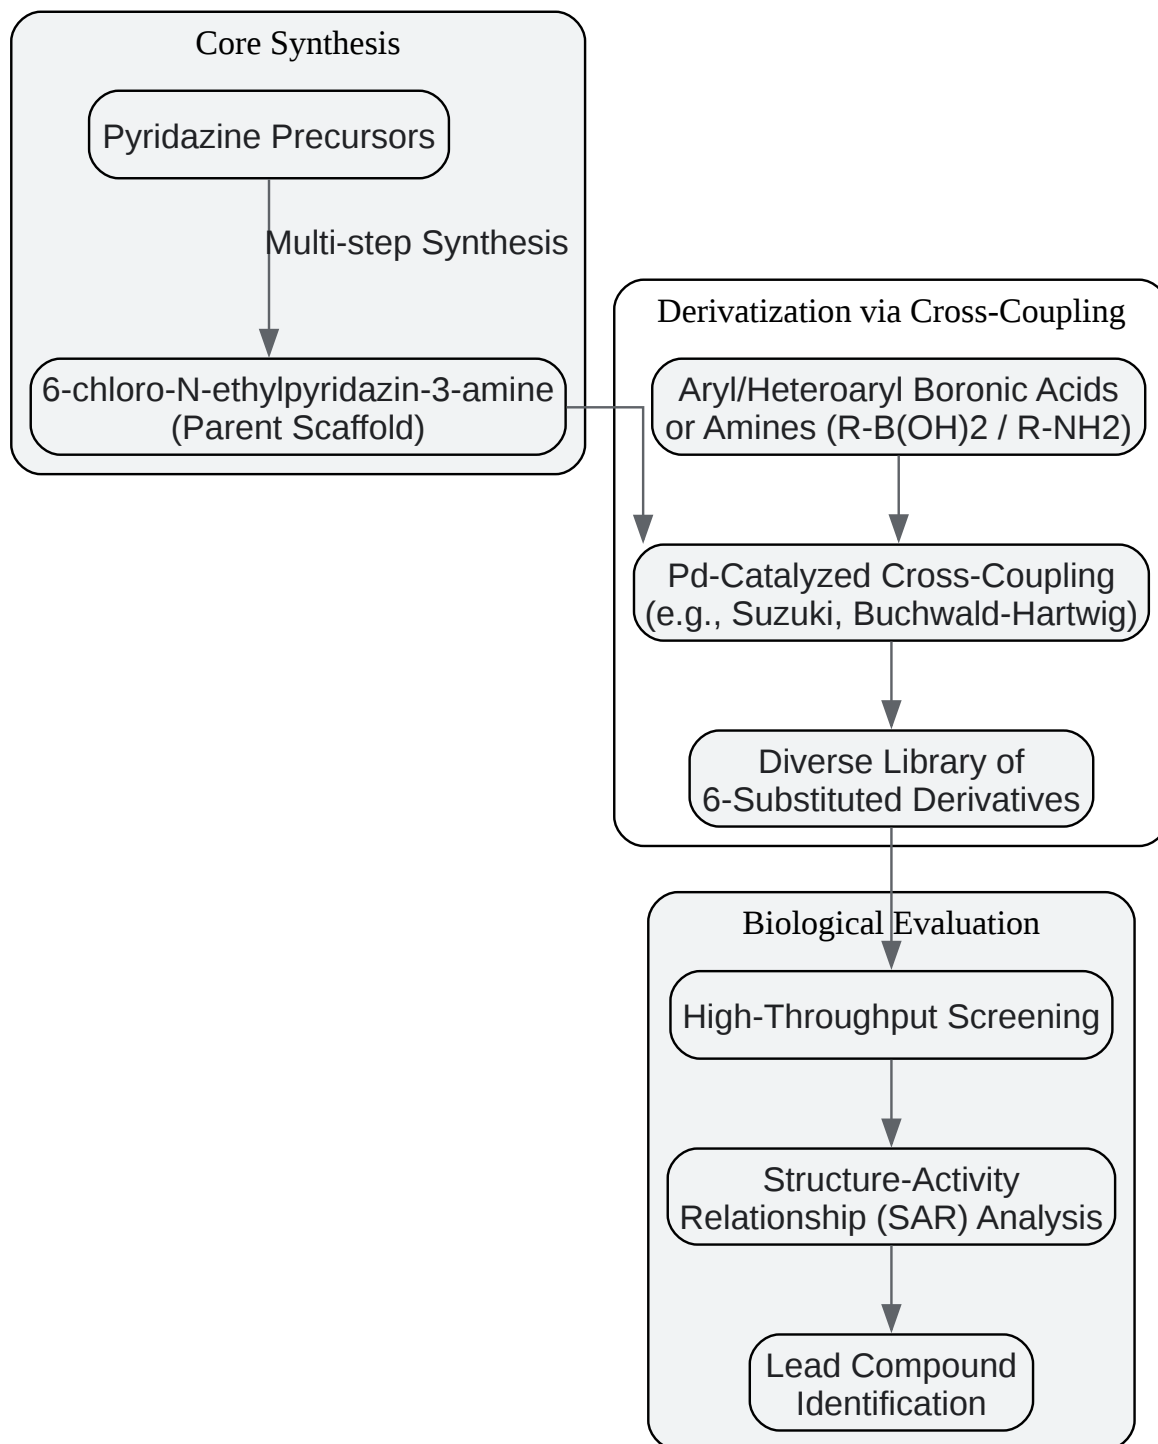 Core Synthesis
Pyridazine Precursors
Multi-step Synthesis
6-chloro-N-ethylpyridazin-3-amine
(Parent Scaffold)
Derivatization via Cross-Coupling
Aryl/Heteroaryl Boronic Acids
or Amines (R-B(OH)2 / R-NH2)
Pd-Catalyzed Cross-Coupling
(e.g., Suzuki, Buchwald-Hartwig)
Diverse Library of
6-Substituted Derivatives
Biological Evaluation
High-Throughput Screening
Structure-Activity
Relationship (SAR) Analysis
Lead Compound
Identification